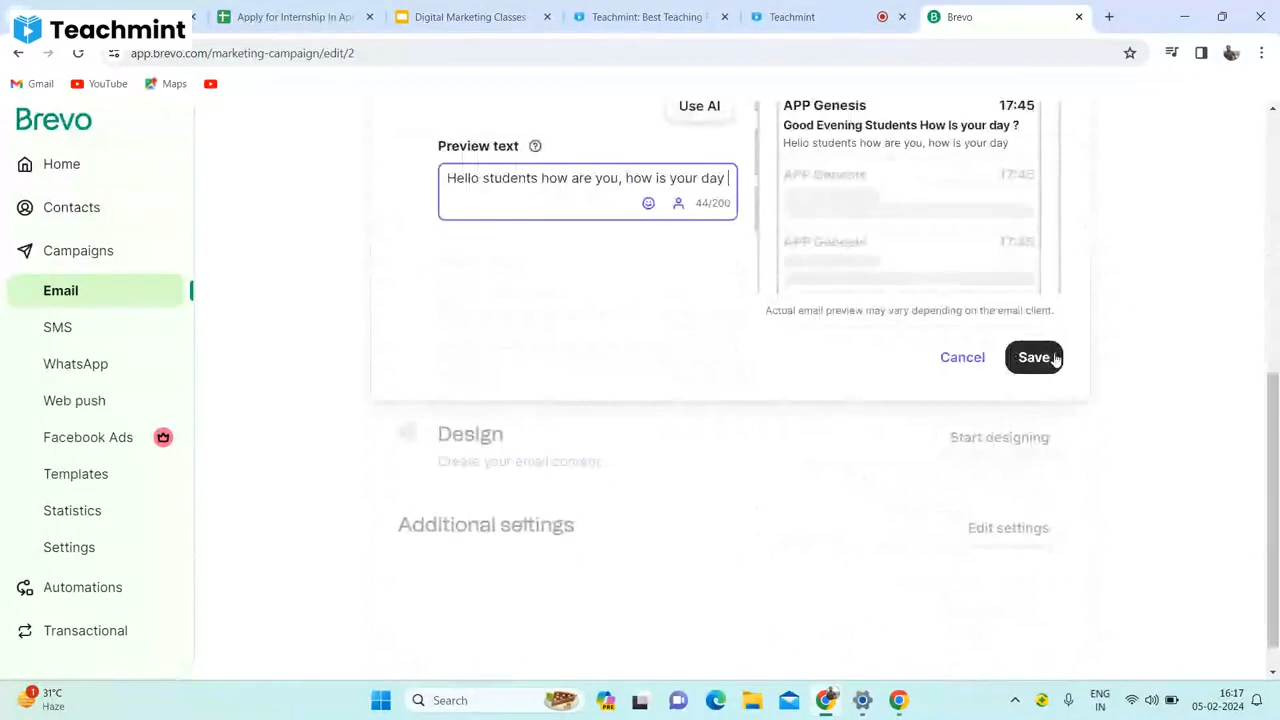 Teachmint
Apply for Internship In App
Digital Marketing Classes
Teachmint: Best Teaching
Teachmint
Brevo
app.brevo.com/marketing-campaign/edit/2
Gmail
YouTube
Maps
Brevo
Home
Contacts
Campaigns
Email
SMS
WhatsApp
Web push
Facebook Ads
Templates
Statistics
Settings
Automations
Transactional
Use AI
Preview text
Hello students how are you, how is your day
44/200
APP Genesis 17:45
Good Evening Students How Is your day ?
Hello students how are you, how is your day
APP Genesis 17:45
APP Genesis 17:45
Actual email preview may vary depending on the email client.
Cancel
Save
Design
Start designing
Create your email content.
Additional settings
Edit settings
1
31°C
Haze
Search
PRE
ENG
IN
16:17
05-02-2024